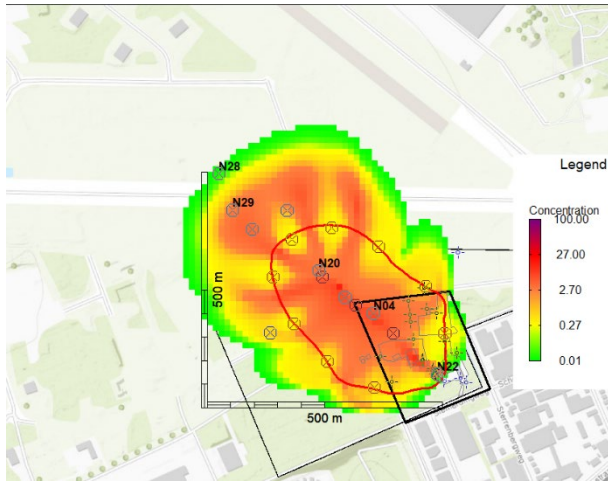 N28
Legend
N29
Concentration
100.00
27.00
2.70
0.27
0.01
N20
500 m
N04
N22
500 m
Sterrenbergweg